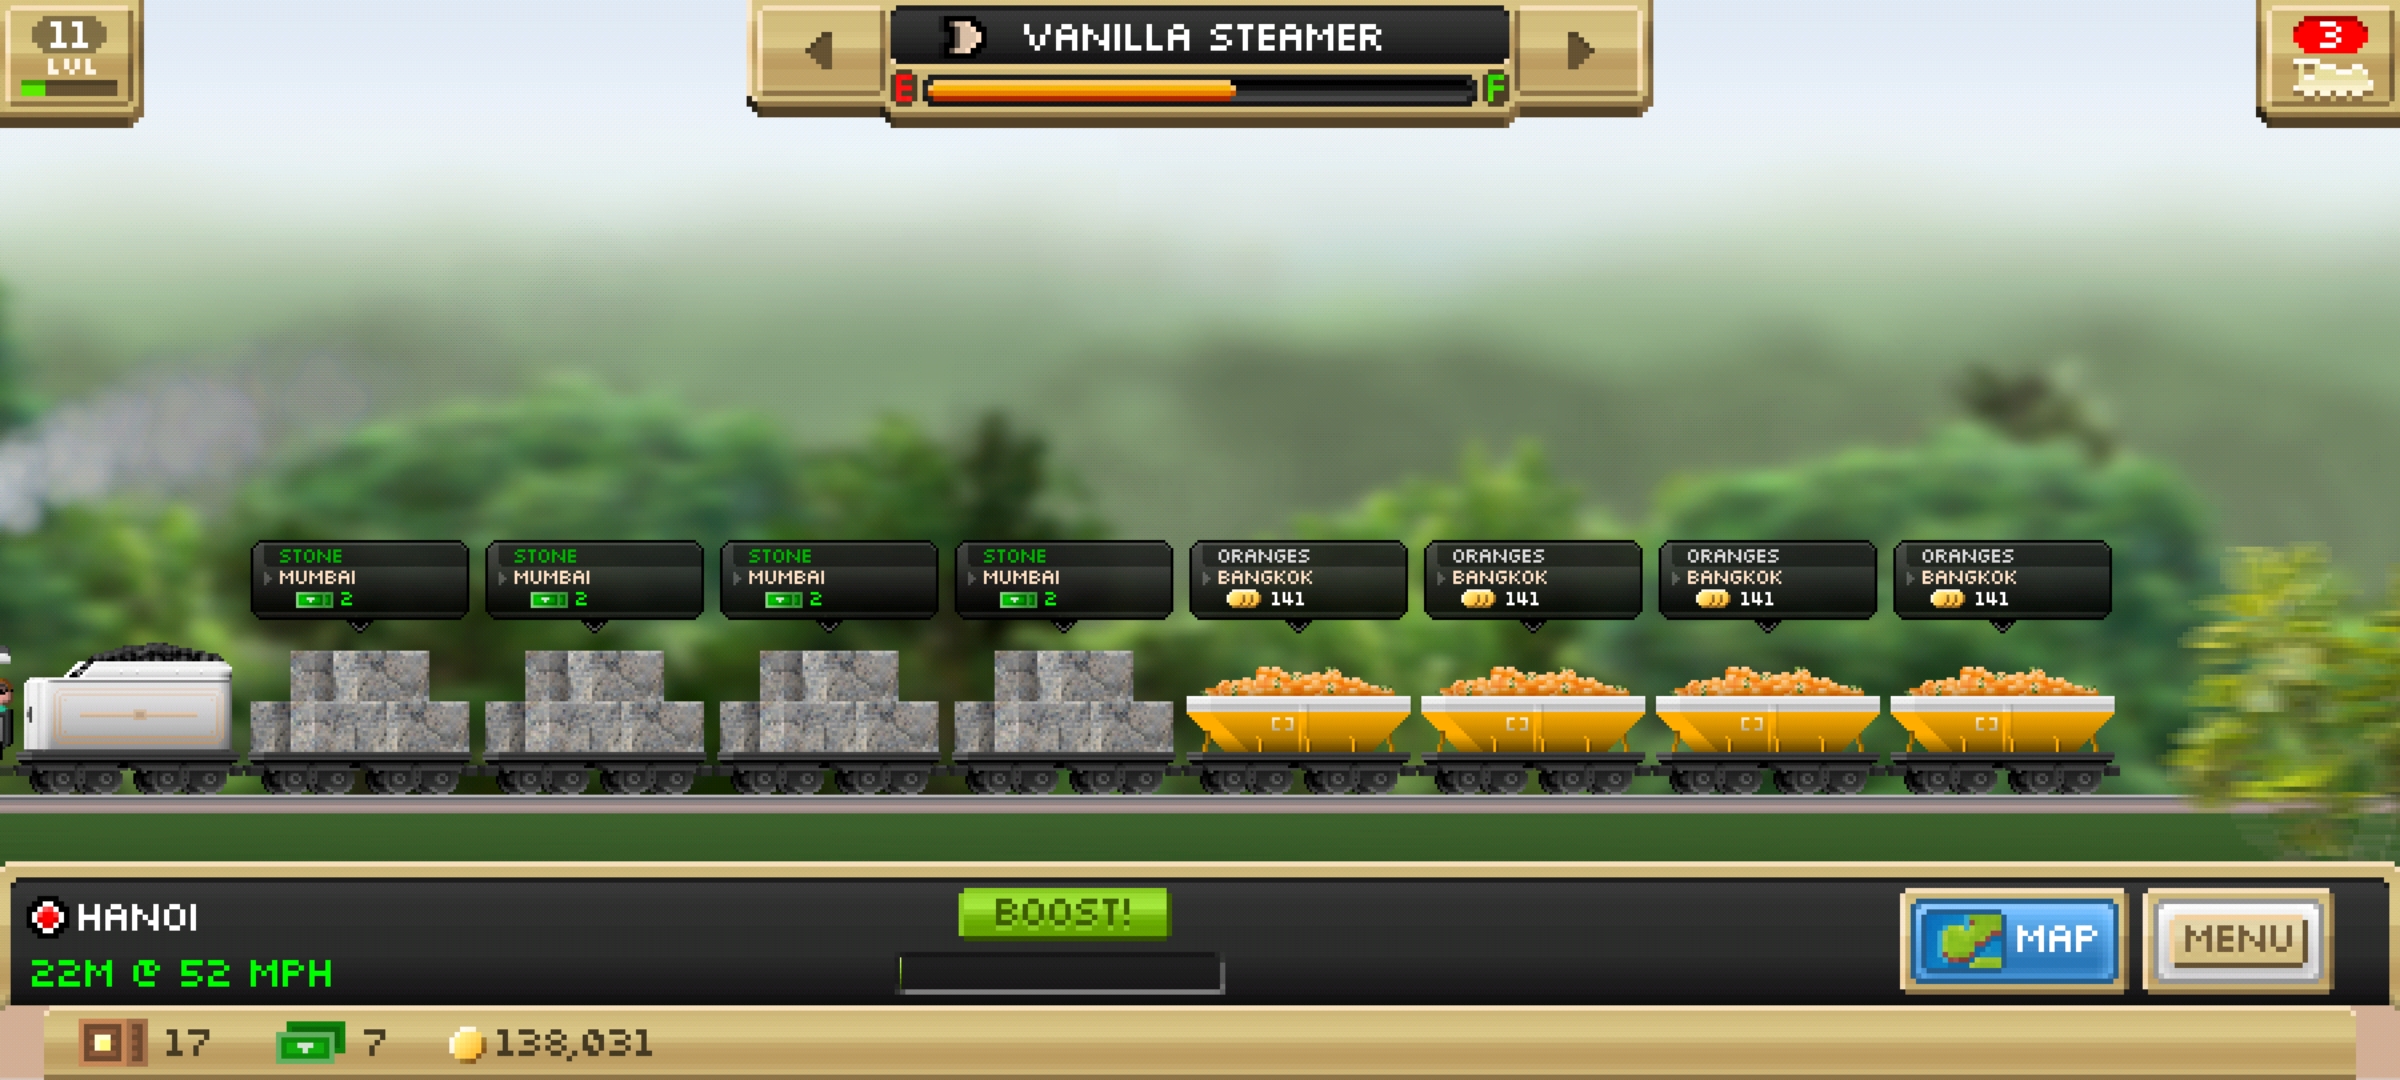 11
LVL
VANILLA STEAMER
E
F
3
STONE
MUMBAI
2
STONE
MUMBAI
2
STONE
MUMBAI
2
STONE
MUMBAI
2
ORANGES
BANGKOK
141
ORANGES
BANGKOK
141
ORANGES
BANGKOK
141
ORANGES
BANGKOK
141
HANOI
22M @ 52 MPH
BOOST!
MAP
MENU
17
7
138,031